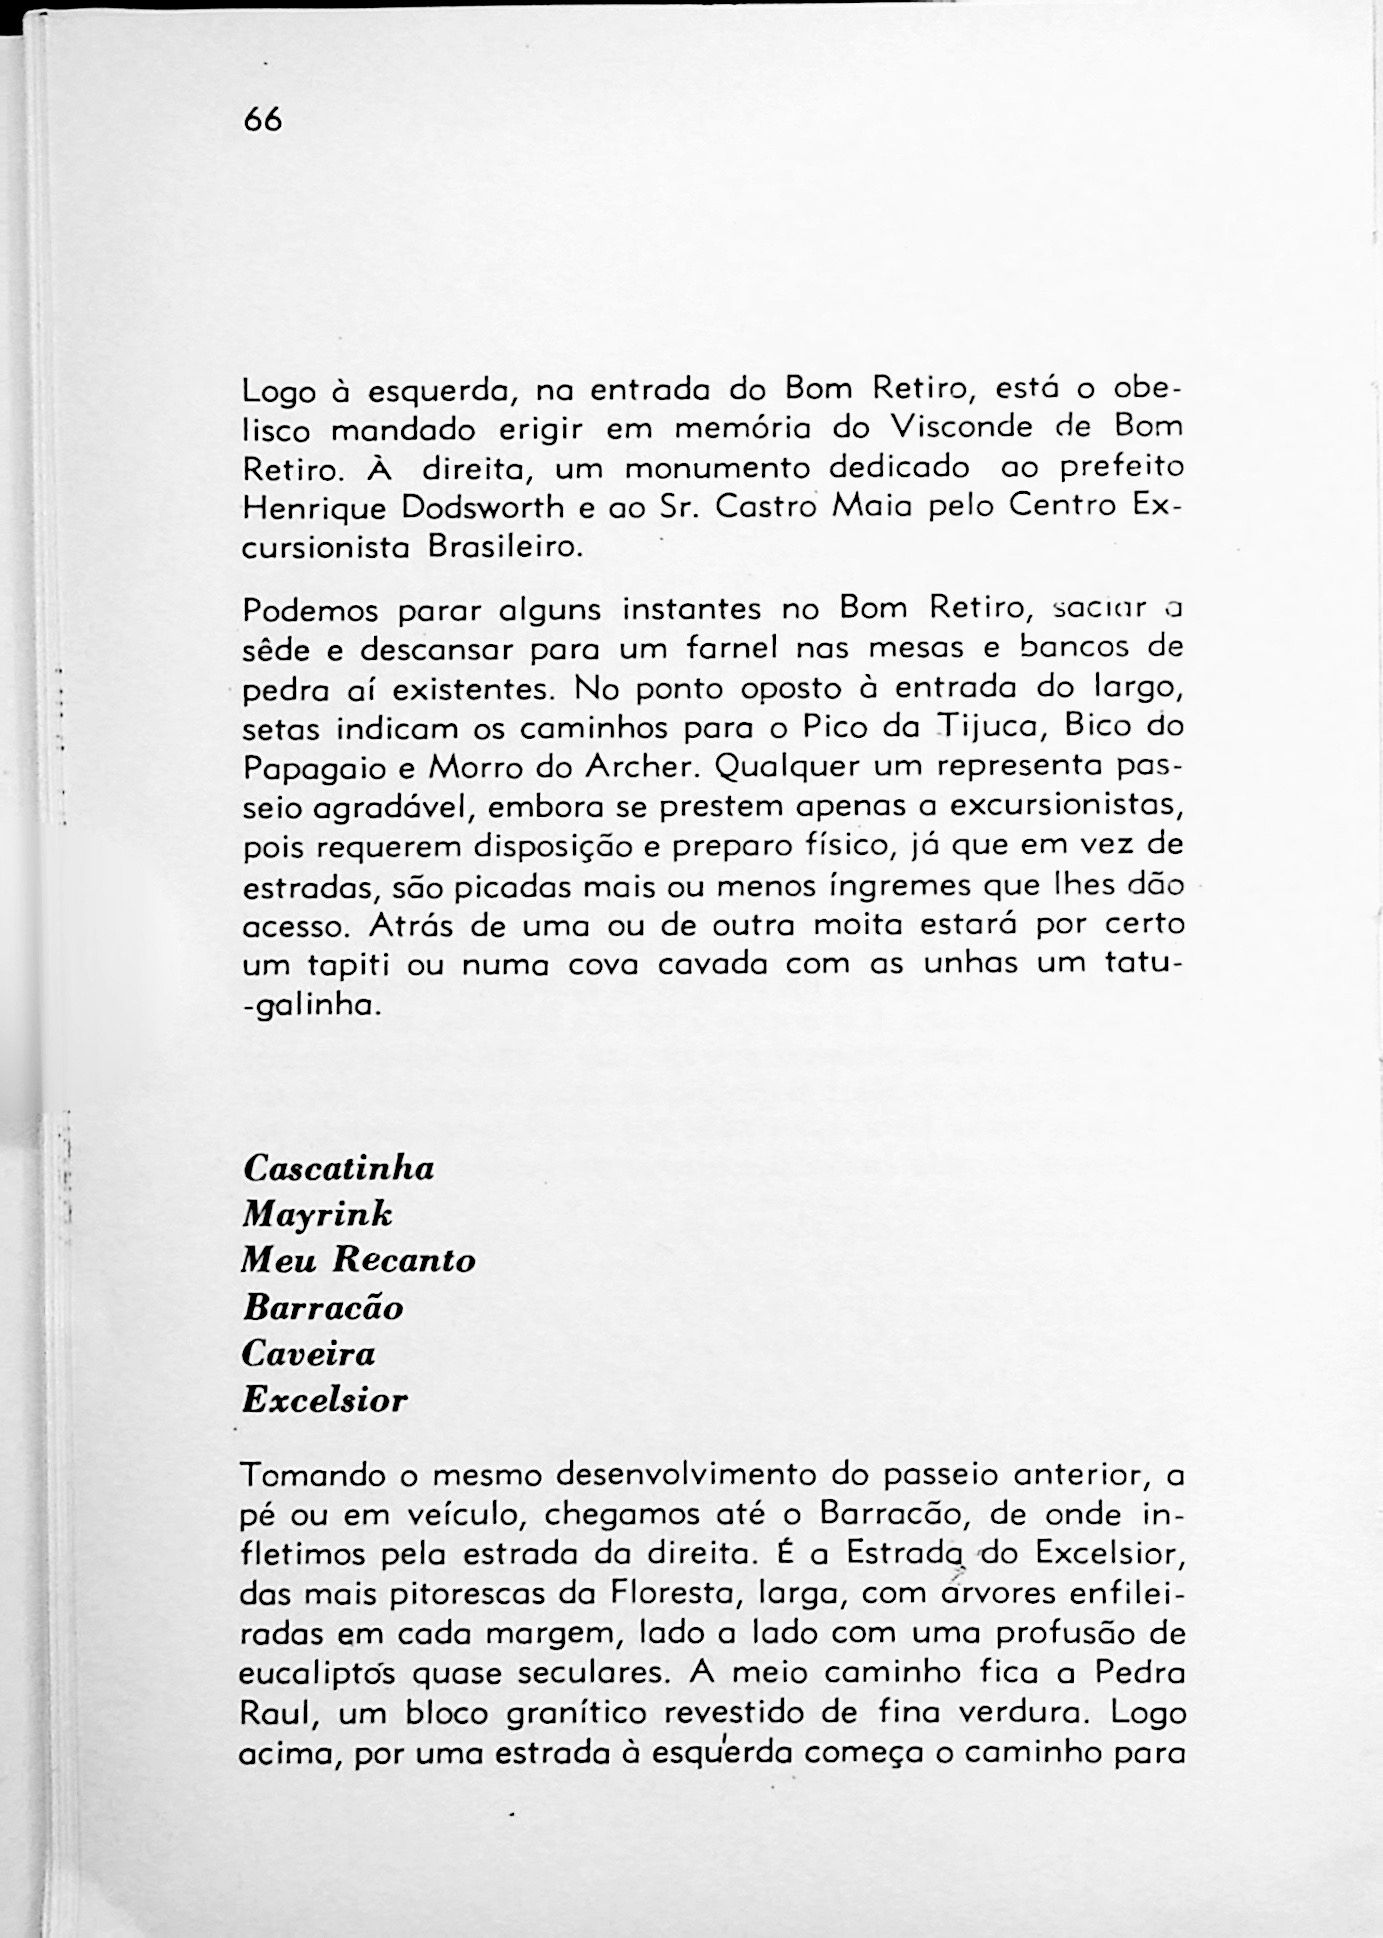 66
Logo à esquerda, na entrada do Bom Retiro, está o obe-
lisco mandado erigir em memória do Visconde de Bom
Retiro. À direita, um monumento dedicado ao prefeito
Henrique Dodsworth e ao Sr. Castro Maia pelo Centro Ex-
cursionista Brasileiro.
Podemos parar alguns instantes no Bom Retiro, saciar a
sêde e descansar para um farnel nas mesas e bancos de
pedra aí existentes. No ponto oposto à entrada do largo,
setas indicam os caminhos para o Pico da Tijuca, Bico do
Papagaio e Morro do Archer. Qualquer um representa pas-
seio agradável, embora se prestem apenas a excursionistas,
pois requerem disposição e preparo físico, já que em vez de
estradas, são picadas mais ou menos íngremes que lhes dão
acesso. Atrás de uma ou de outra moita estará por certo
um tapiti ou numa cova cavada com as unhas um tatu-
-galinha.
Cascatinha
Mayrink
Meu Recanto
Barracão
Caveira
Excelsior
Tomando o mesmo desenvolvimento do passeio anterior, a
pé ou em veículo, chegamos até o Barracão, de onde in-
fletimos pela estrada da direita. É a Estrada do Excelsior,
das mais pitorescas da Floresta, larga, com árvores enfilei-
radas em cada margem, lado a lado com uma profusão de
eucaliptos quase seculares. A meio caminho fica a Pedra
Raul, um bloco granítico revestido de fina verdura. Logo
acima, por uma estrada à esquerda começa o caminho para